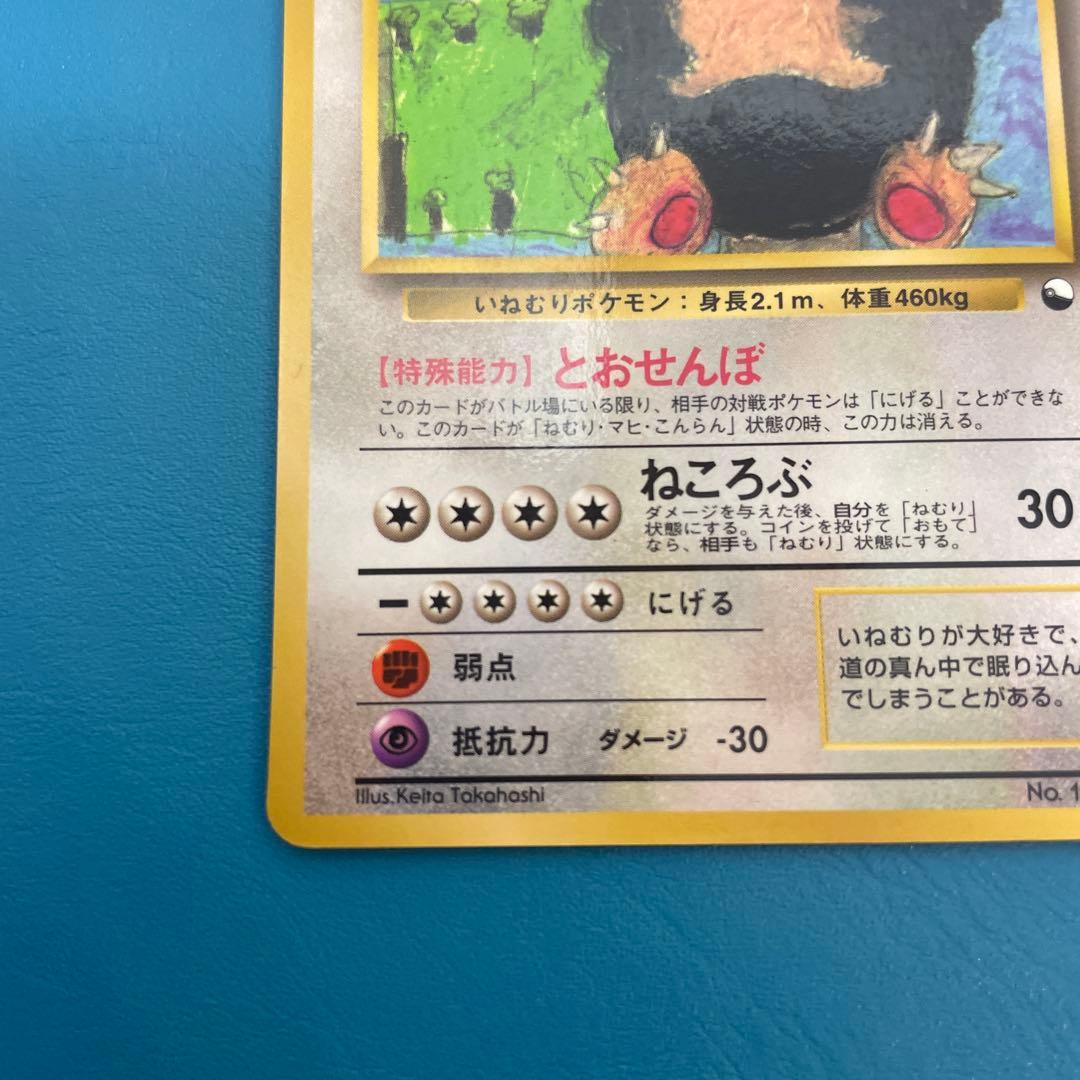 いねむりポケモン：身長2.1m、体重460kg
【特殊能力】とおせんぼ
このカードがバトル場にいる限り、相手の対戦ポケモンは「にげる」ことができな
い。このカードが「ねむり・マヒ・こんらん」状態の時、この力は消える。
ねころぶ 30
ダメージを与えた後、自分を「ねむり」
状態にする。コインを投げて「おもて」
なら、相手も「ねむり」状態にする。
にげる
弱点
抵抗力 ダメージ -30
いねむりが大好きで、
道の真ん中で眠り込ん
でしまうことがある。
Illus. Keita Takahashi No. 1